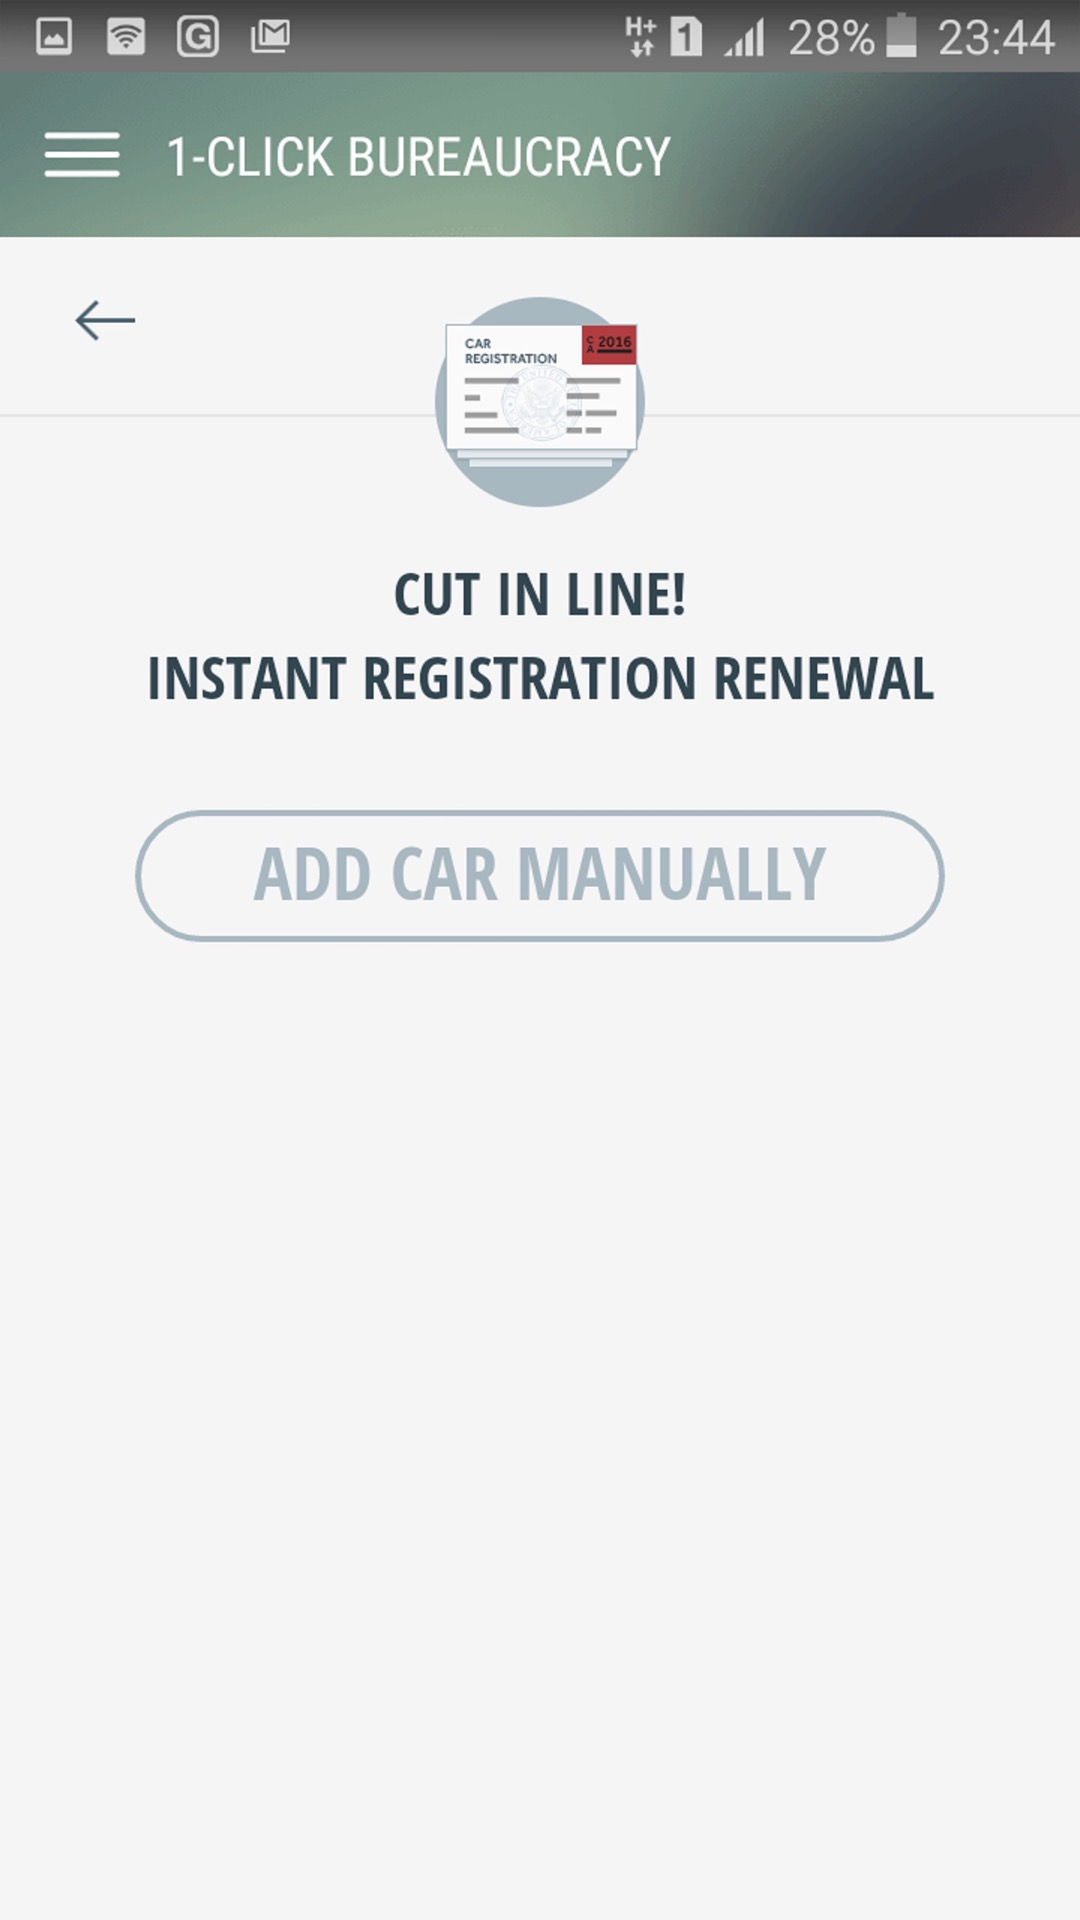 28% 23:44
1-CLICK BUREAUCRACY
CAR
REGISTRATION
CA 2016
CUT IN LINE!
INSTANT REGISTRATION RENEWAL
ADD CAR MANUALLY